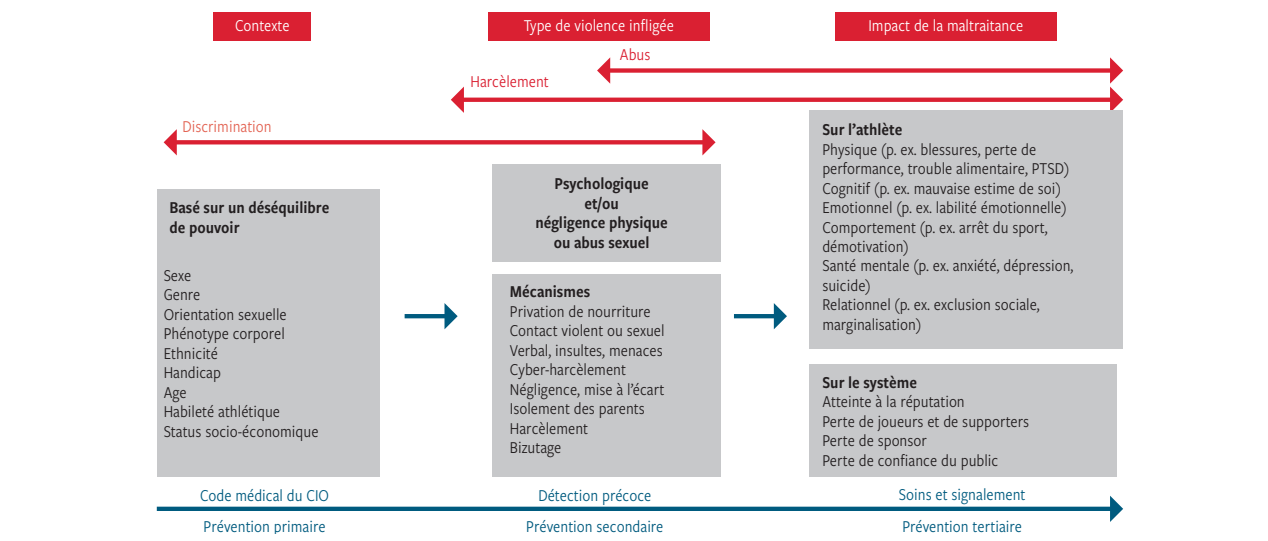 Contexte
Type de violence infligée
Impact de la maltraitance
Abus
Harcèlement
Discrimination
Basé sur un déséquilibre
de pouvoir
Sexe
Genre
Orientation sexuelle
Phénotype corporel
Ethnicité
Handicap
Age
Habileté athlétique
Status socio-économique
Psychologique
et/ou
négligence physique
ou abus sexuel
Mécanismes
Privation de nourriture
Contact violent ou sexuel
Verbal, insultes, menaces
Cyber-harcèlement
Négligence, mise à l’écart
Isolement des parents
Harcèlement
Bizutage
Sur l’athlète
Physique (p. ex. blessures, perte de
performance, trouble alimentaire, PTSD)
Cognitif (p. ex. mauvaise estime de soi)
Emotionnel (p. ex. labilité émotionnelle)
Comportement (p. ex. arrêt du sport,
démotivation)
Santé mentale (p. ex. anxiété, dépression,
suicide)
Relationnel (p. ex. exclusion sociale,
marginalisation)
Sur le système
Atteinte à la réputation
Perte de joueurs et de supporters
Perte de sponsor
Perte de confiance du public
Code médical du CIO
Détection précoce
Soins et signalement
Prévention primaire
Prévention secondaire
Prévention tertiaire